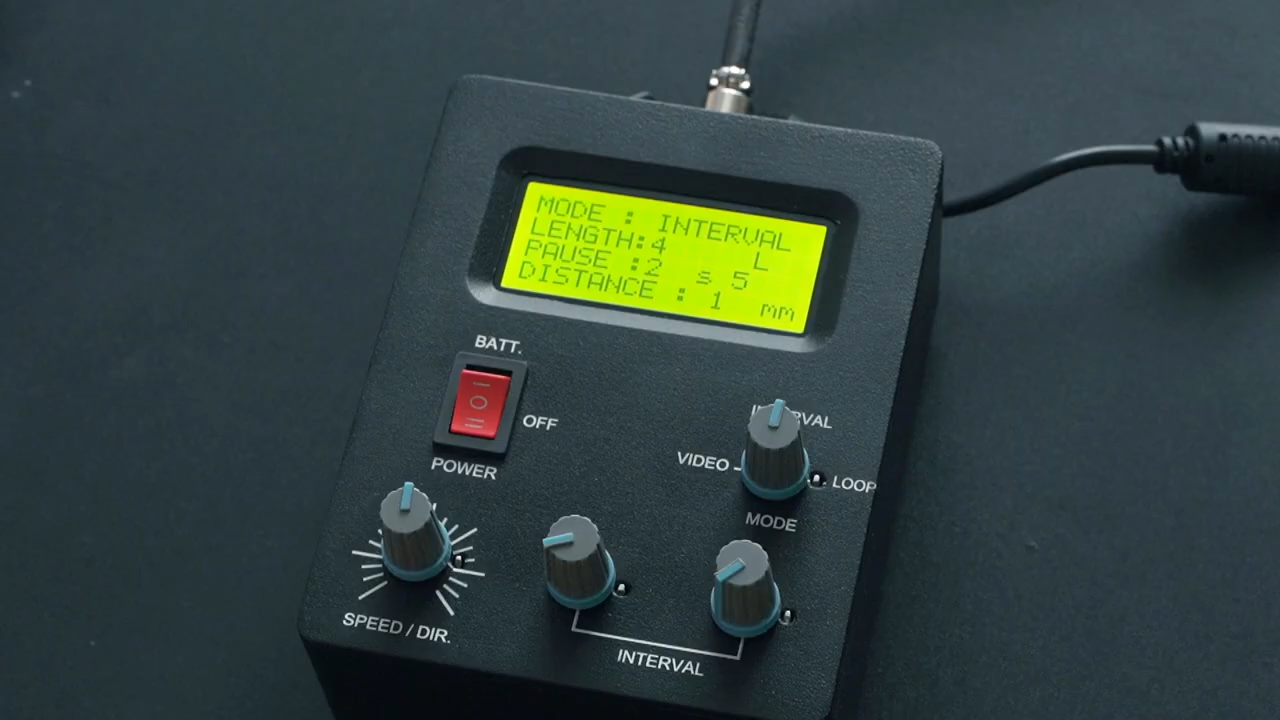 MODE : INTERVAL
LENGTH:4 L
PAUSE :2 s 5
DISTANCE : 1 mm
BATT.
OFF
POWER
INTERVAL
VIDEO
LOOP
MODE
SPEED / DIR.
INTERVAL